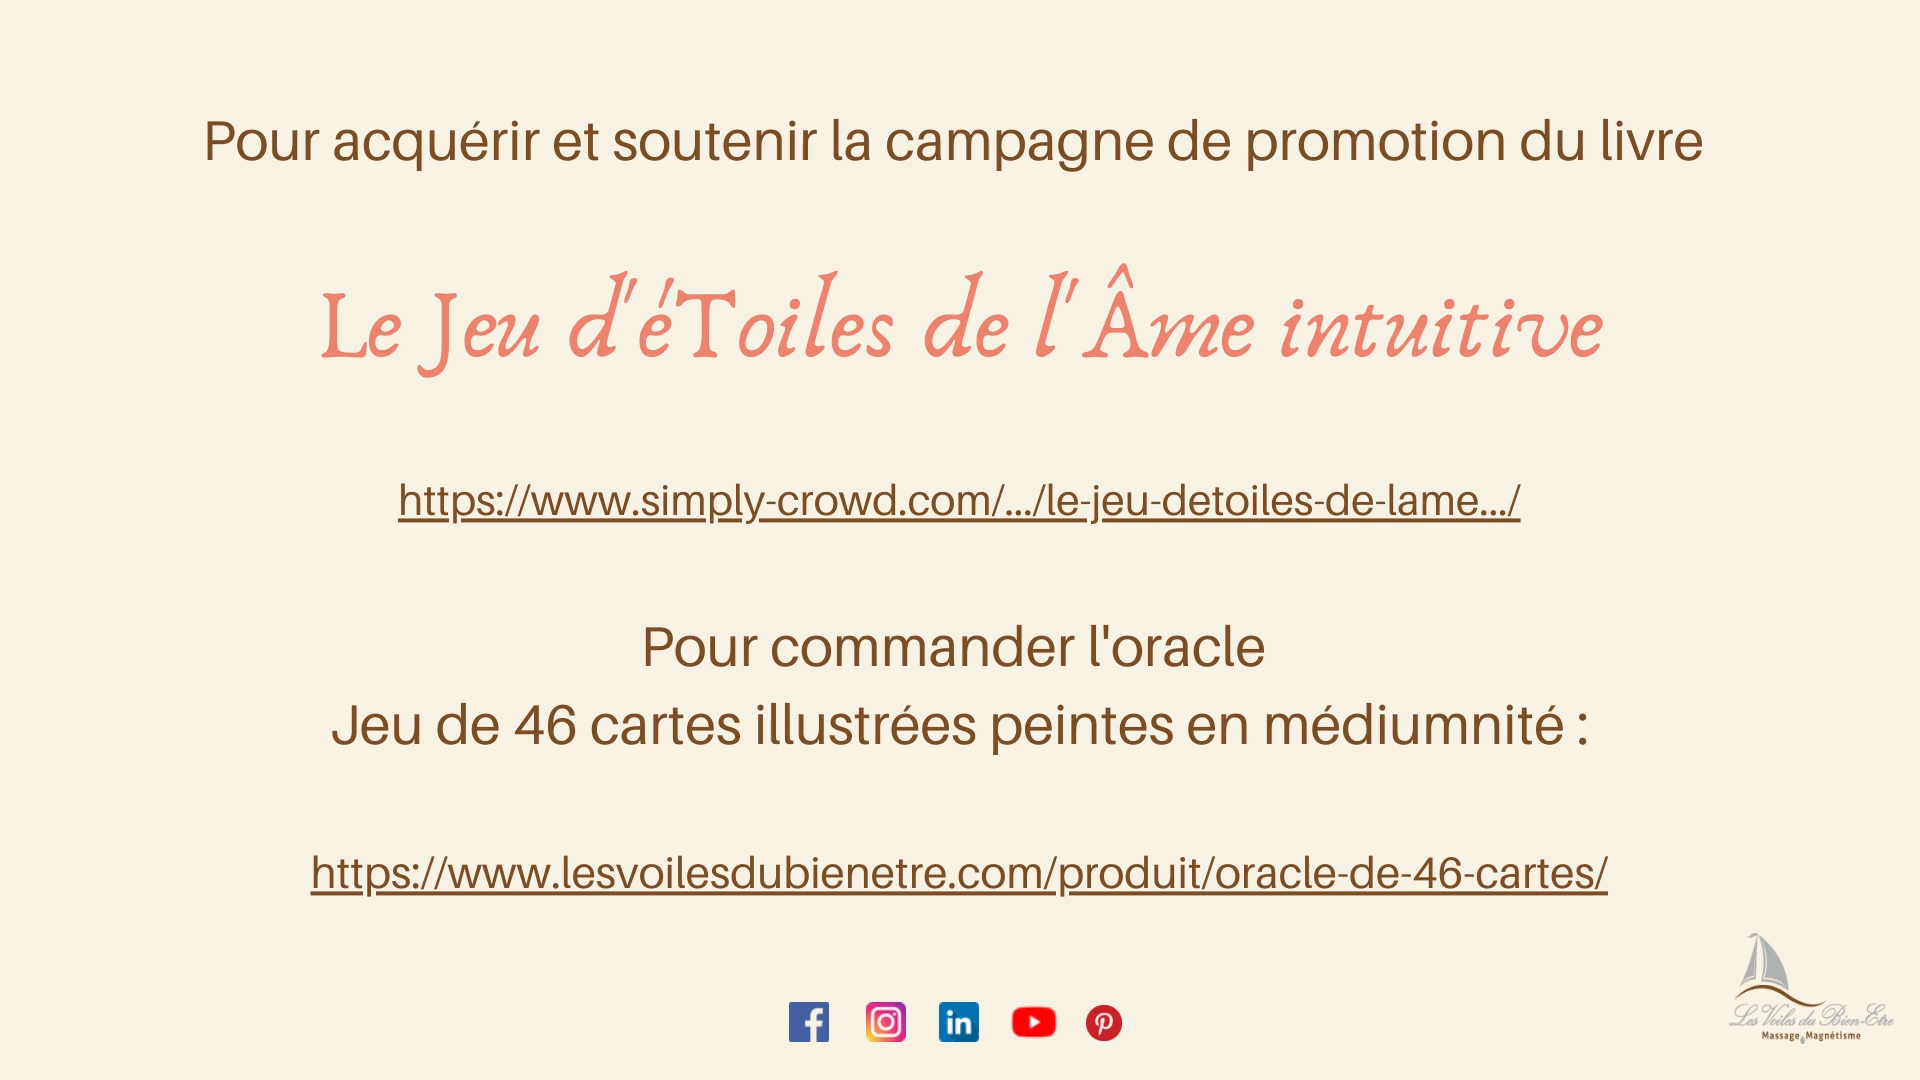 Pour acquérir et soutenir la campagne de promotion du livre
Le Jeu d'éToiles de l'Âme intuitive
https://www.simply-crowd.com/.../le-jeu-detoiles-de-lame.../
Pour commander l'oracle
Jeu de 46 cartes illustrées peintes en médiumnité :
https://www.lesvoilesdubienetre.com/produit/oracle-de-46-cartes/
Les Voiles du Bien-Etre
Massage Magnétisme